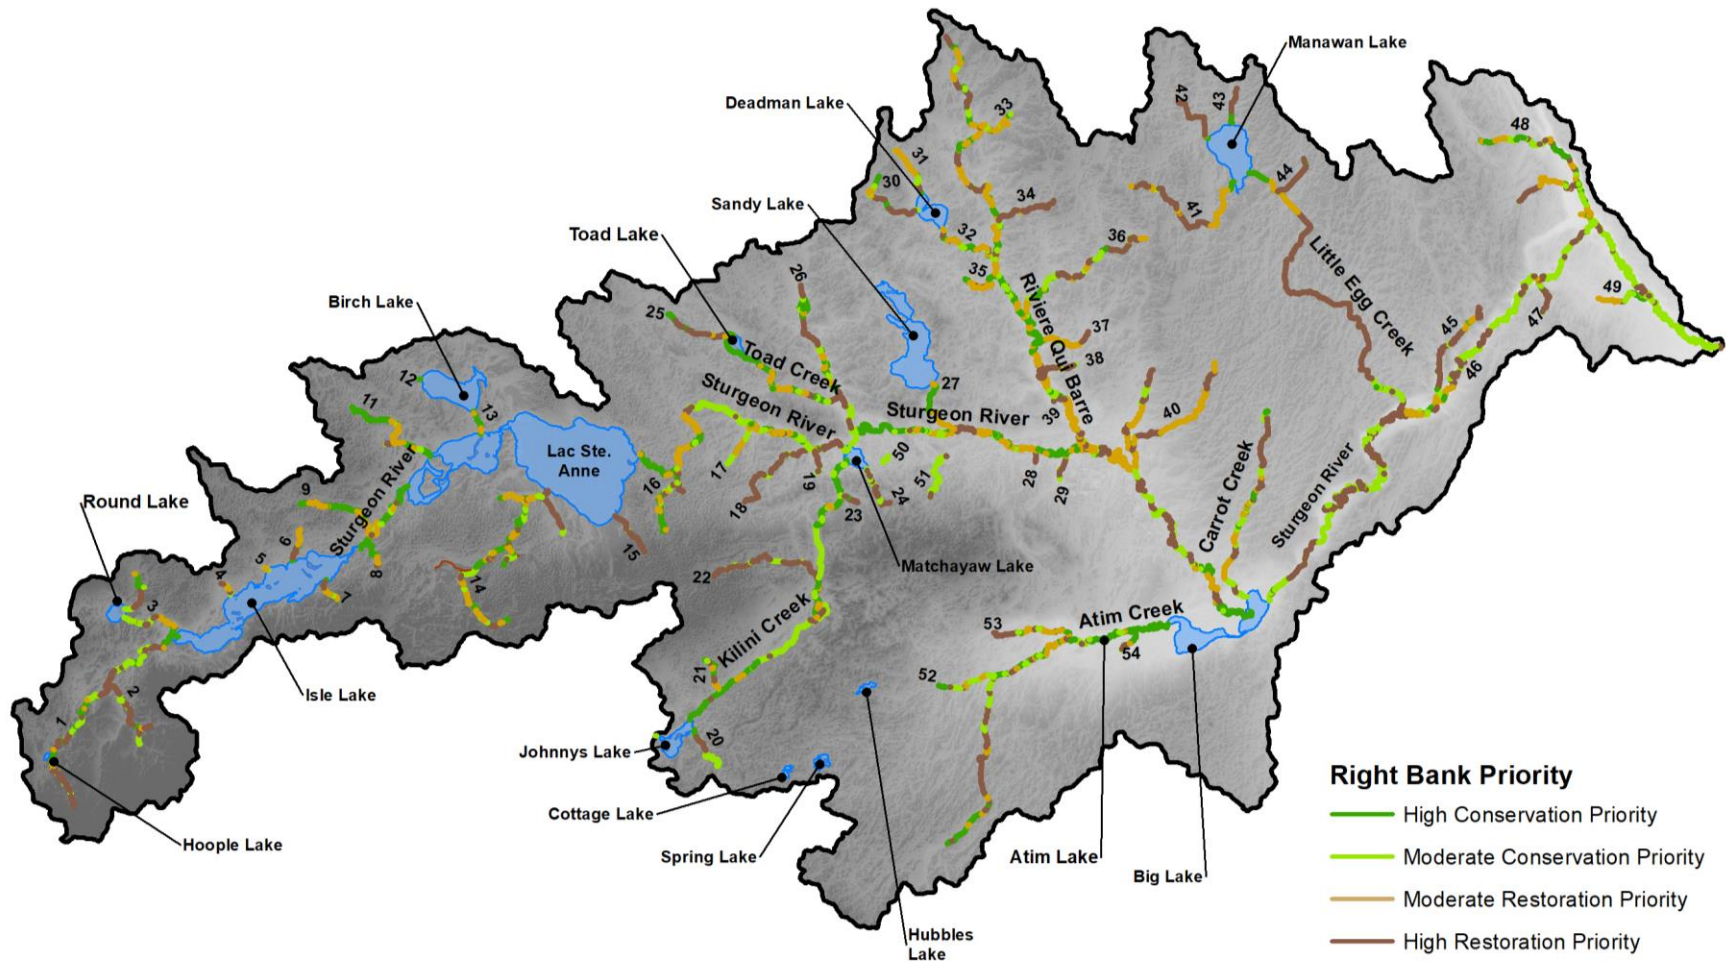 Manawan Lake
Deadman Lake
Sandy Lake
Toad Lake
Birch Lake
Round Lake
Lac Ste.
Anne
Isle Lake
Hoople Lake
Johnnys Lake
Cottage Lake
Spring Lake
Hubbles
Lake
Atim Lake
Big Lake
Matchayaw Lake
Sturgeon River
Sturgeon River
Sturgeon River
Sturgeon River
Toad Creek
Riviere Qui Barre
Little Egg Creek
Carrot Creek
Atim Creek
Kilini Creek
1
2
3
4
5
6
7
8
9
11
12
13
14
15
16
17
18
19
20
21
22
23
24
25
26
27
28
29
30
31
32
33
34
35
36
37
38
39
40
41
42
43
44
45
46
47
48
49
50
51
52
53
54
Right Bank Priority
High Conservation Priority
Moderate Conservation Priority
Moderate Restoration Priority
High Restoration Priority